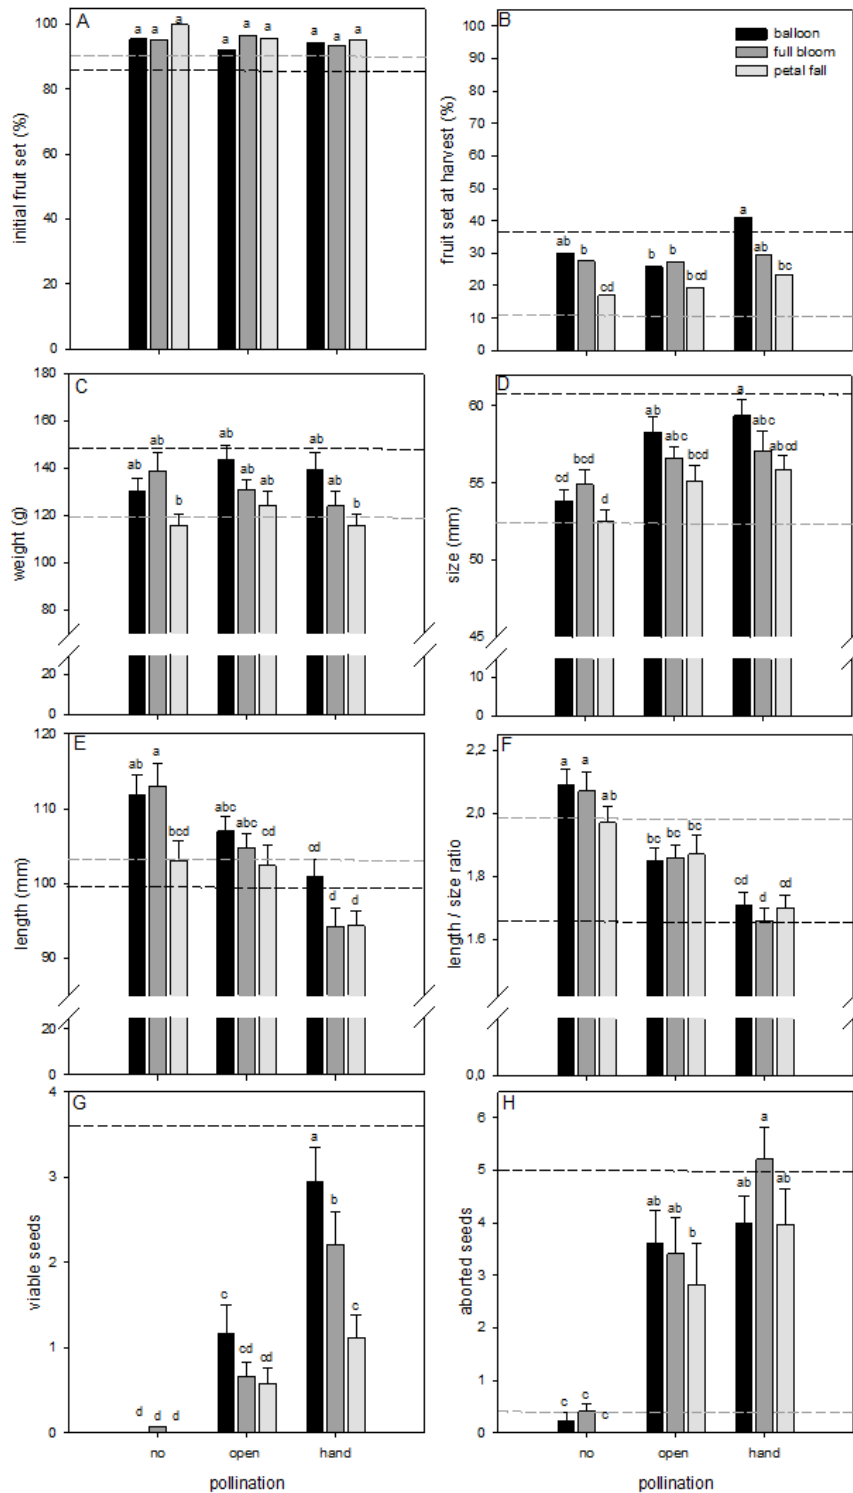 A
initial fruit set (%)
100
80
60
40
20
0
a a a
a a a
a a a
B
fruit set at harvest (%)
100
90
80
70
60
50
40
30
20
10
0
balloon
full bloom
petal fall
ab b cd
b b bcd
a ab bc
C
weight (g)
180
160
140
120
100
80
20
0
ab ab b
ab ab ab
ab ab b
D
size (mm)
60
55
50
45
10
0
cd bcd d
ab abc bcd
a abc abcd
E
length (mm)
120
110
100
90
20
0
ab a bcd
abc abc cd
cd d d
F
length / size ratio
2,2
2,0
1,8
1.6
0,0
a a ab
bc bc bc
cd d cd
G
viable seeds
4
3
2
1
0
d d d
c cd cd
a b c
no open hand
pollination
H
aborted seeds
6
5
4
3
2
1
0
c c c
ab ab b
ab a ab
no open hand
pollination